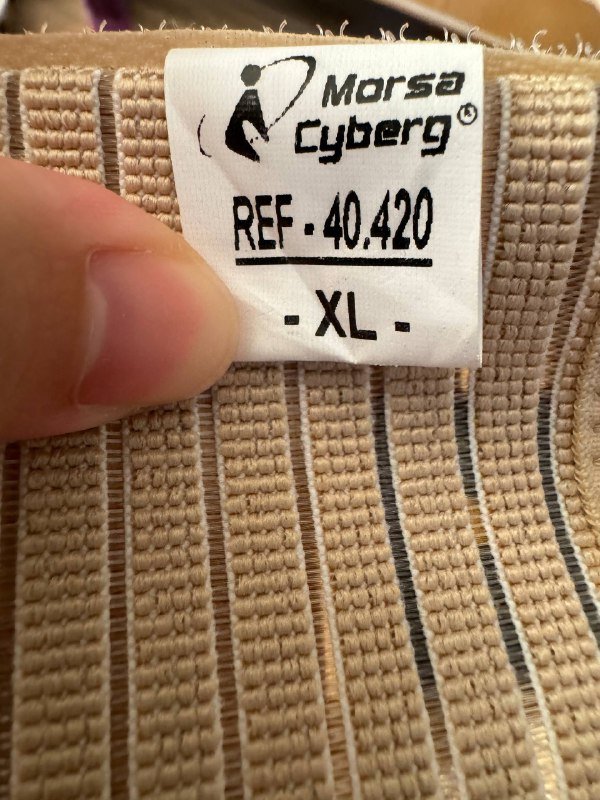 Morsa
Cyberg®
REF - 40.420
- XL -